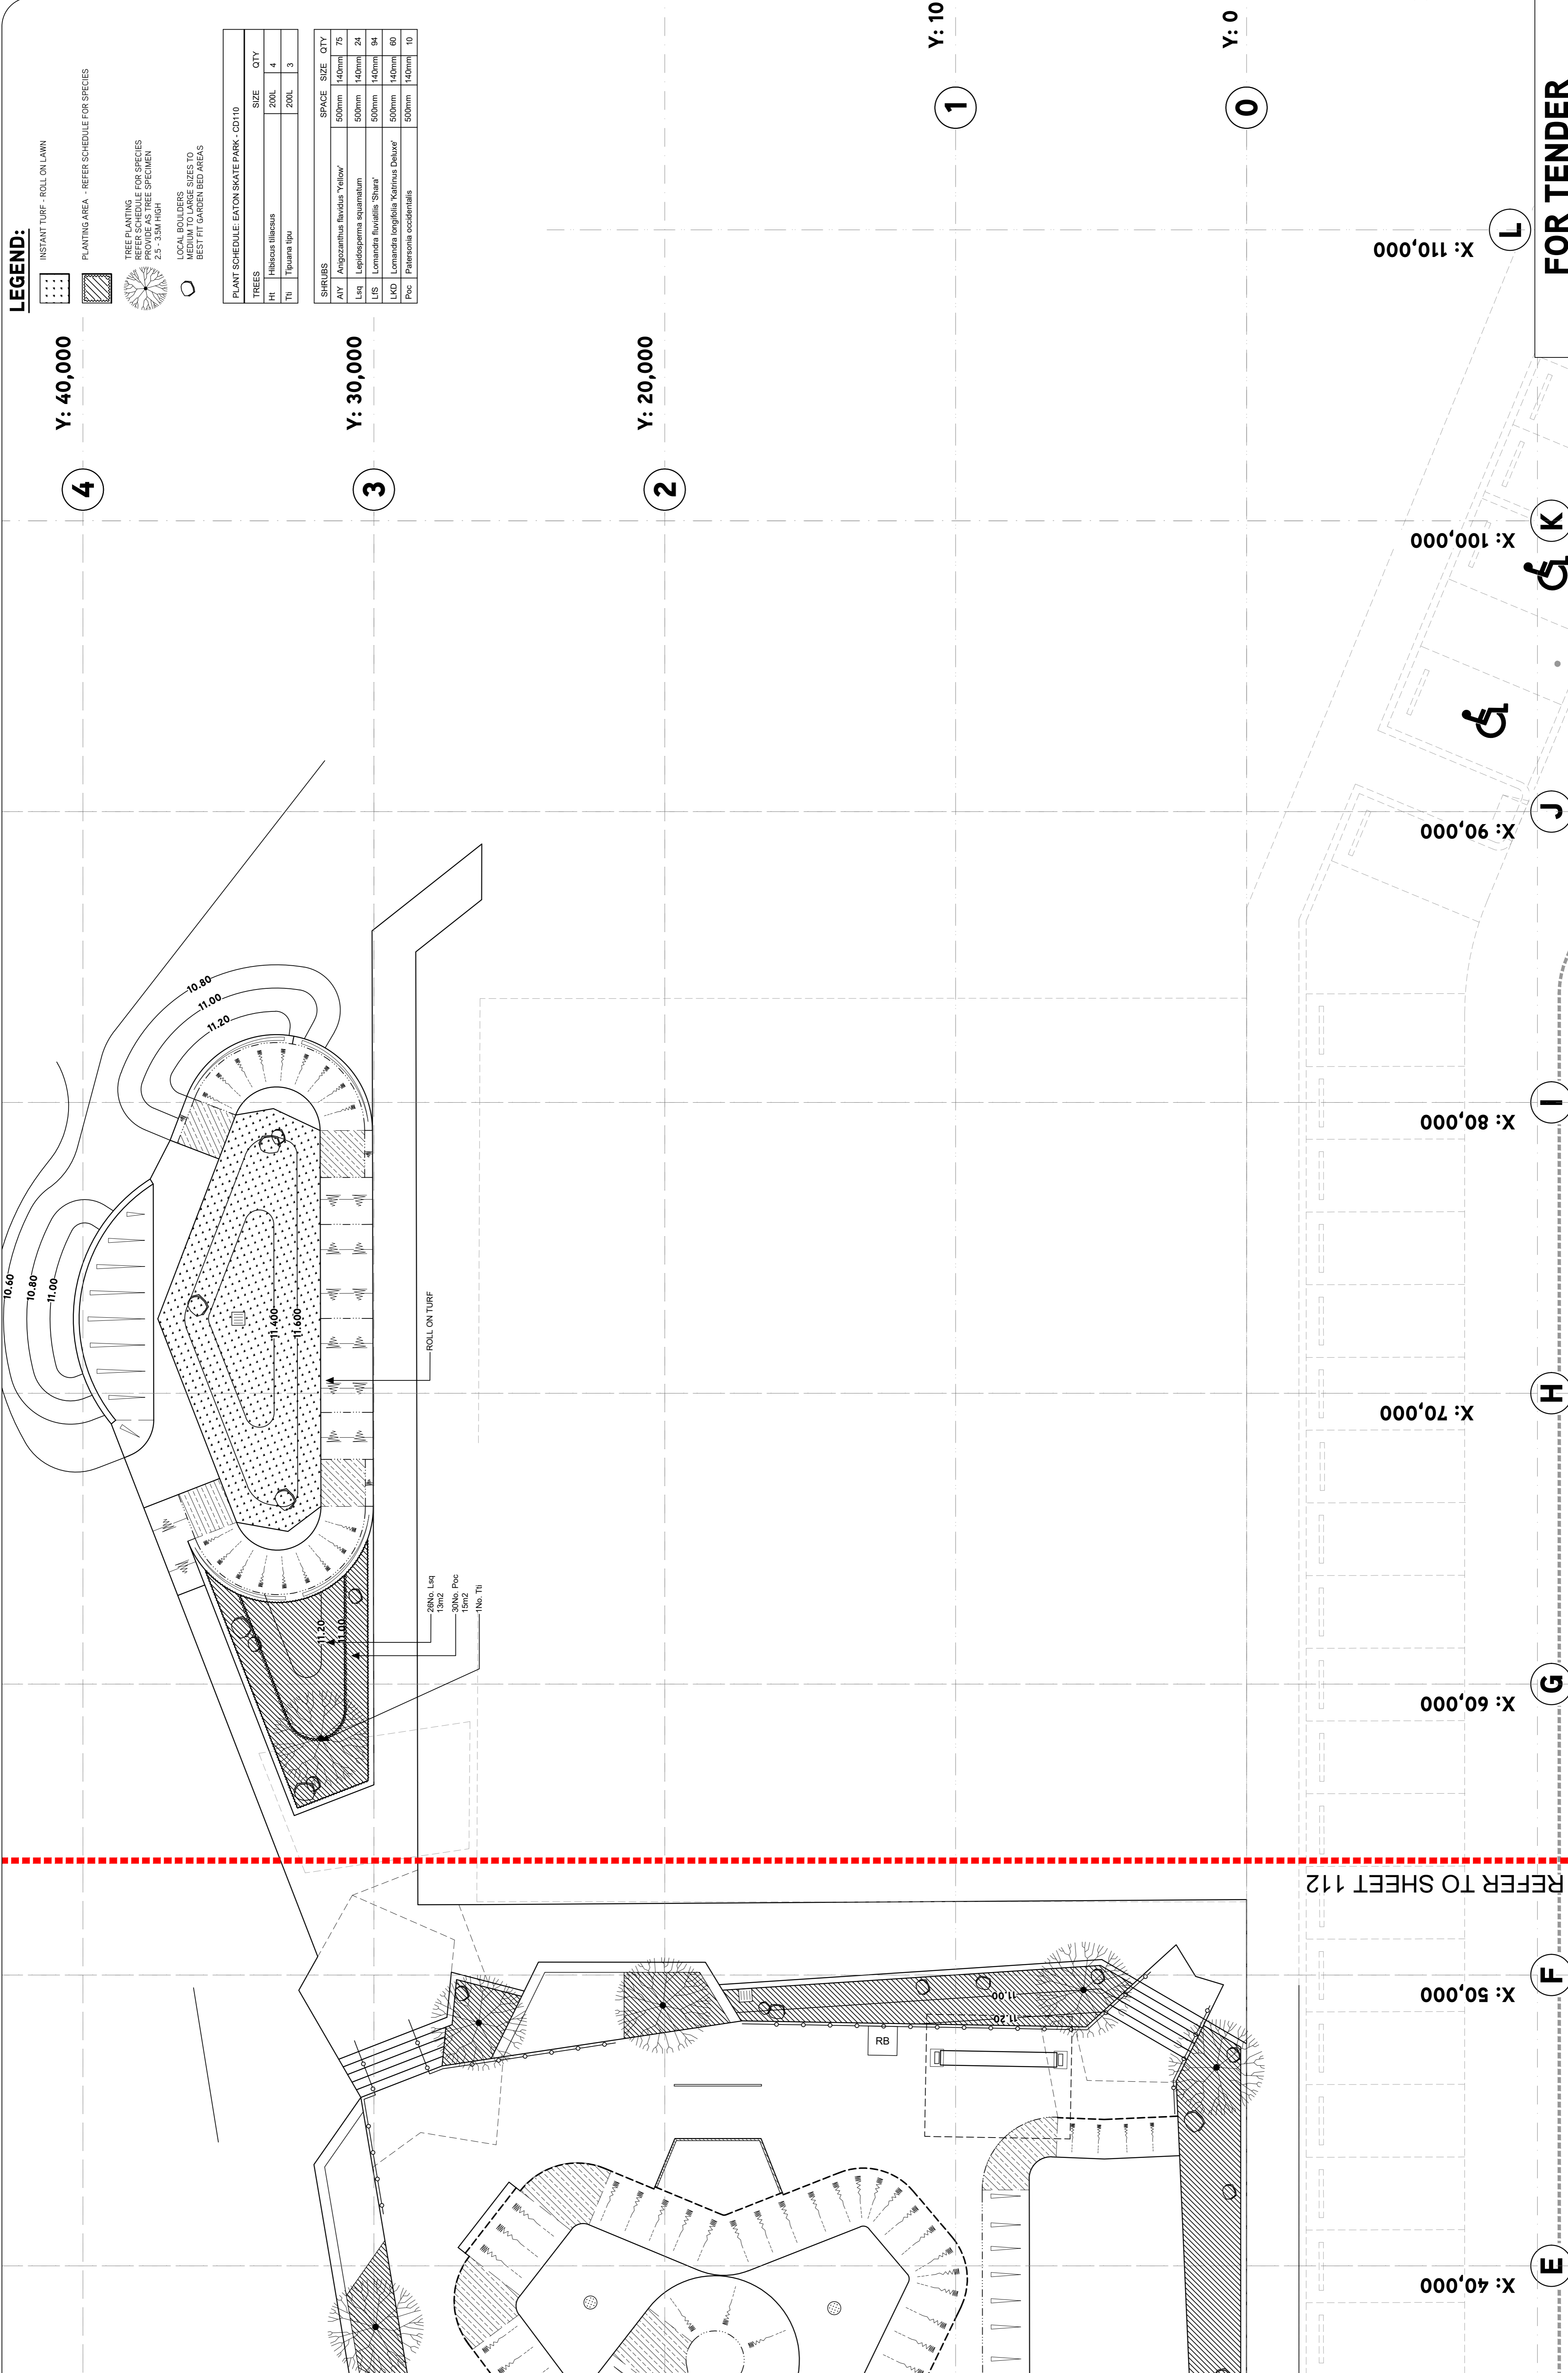 LEGEND:
INSTANT TURF - ROLL ON LAWN
PLANTING AREA - REFER SCHEDULE FOR SPECIES
TREE PLANTING
REFER SCHEDULE FOR SPECIES
PROVIDE AS TREE SPECIMEN
2.5 - 3.5M HIGH
LOCAL BOULDERS
MEDIUM TO LARGE SIZES TO
BEST FIT GARDEN BED AREAS
PLANT SCHEDULE: EATON SKATE PARK - CD110
TREES SIZE QTY
Ht Hibiscus tiliacsus 200L 4
Tti Tipuana tipu 200L 3
SHRUBS SPACE SIZE QTY
AfY Anigozanthus flavidus 'Yellow' 500mm 140mm 75
Lsq Lepidosperma squamatum 500mm 140mm 24
LfS Lomandra fluviatilis 'Shara' 500mm 140mm 94
LKD Lomandra longifolia 'Katrinus Deluxe' 500mm 140mm 60
Poc Patersonia occidentalis 500mm 140mm 10
Y: 40,000
4
Y: 30,000
3
Y: 20,000
2
Y: 10
1
Y: 0
0
FOR TENDER
X: 110,000
L
X: 100,000
K
X: 90,000
J
X: 80,000
I
X: 70,000
H
X: 60,000
G
X: 50,000
F
X: 40,000
E
10.80
11.00
11.20
10.60
10.80
11.00
11.400
11.600
ROLL ON TURF
11.20
11.00
26No. Lsq
13m2
30No. Poc
15m2
1No. Tti
REFER TO SHEET 112
11.00
11.20
RB